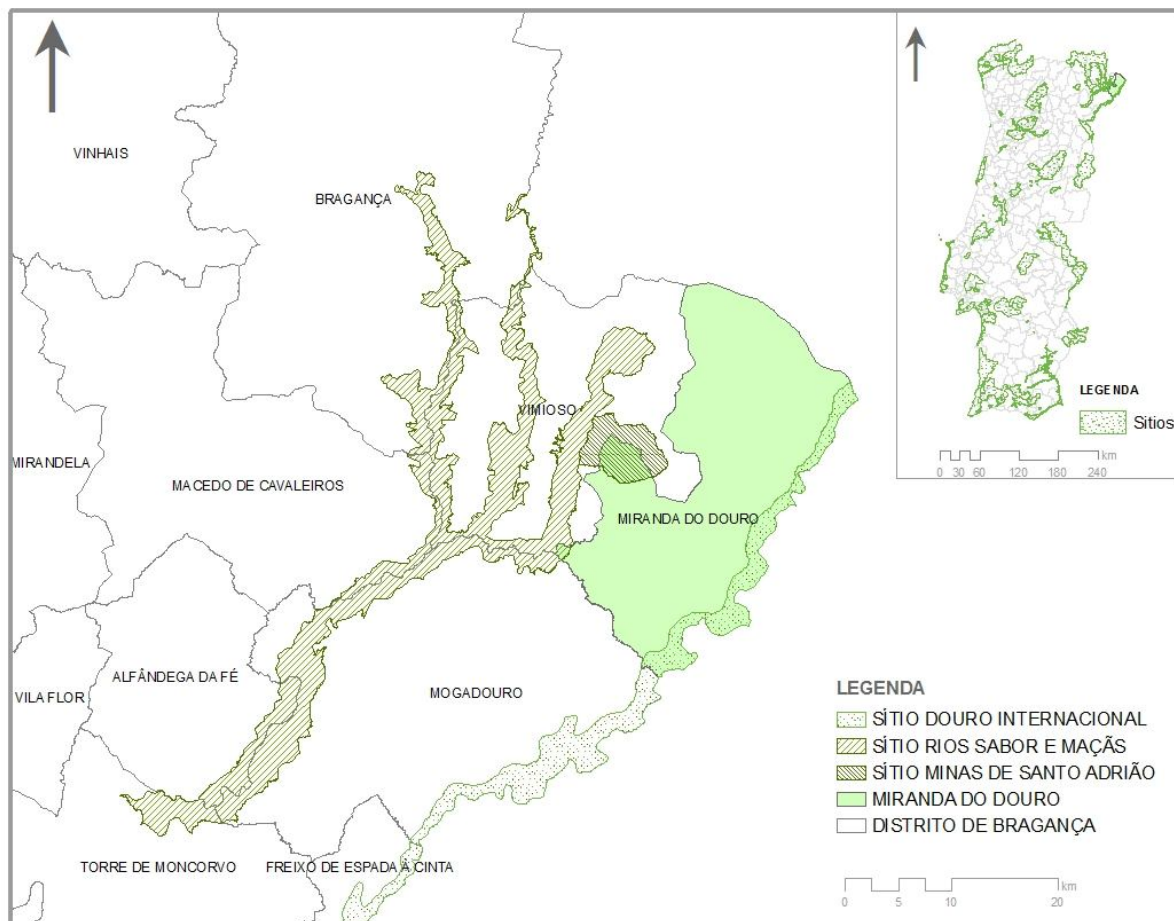 VINHAIS
BRAGANÇA
VIMIOSO
MIRANDELA
MACEDO DE CAVALEIROS
MIRANDA DO DOURO
ALFÂNDEGA DA FÉ
VILA FLOR
MOGADOURO
TORRE DE MONCORVO
FREIXO DE ESPADA À CINTA
LEGENDA
Sitios
km
0 30 60 120 180 240
LEGENDA
SÍTIO DOURO INTERNACIONAL
SÍTIO RIOS SABOR E MAÇÃS
SÍTIO MINAS DE SANTO ADRIÃO
MIRANDA DO DOURO
DISTRITO DE BRAGANÇA
km
0 5 10 20